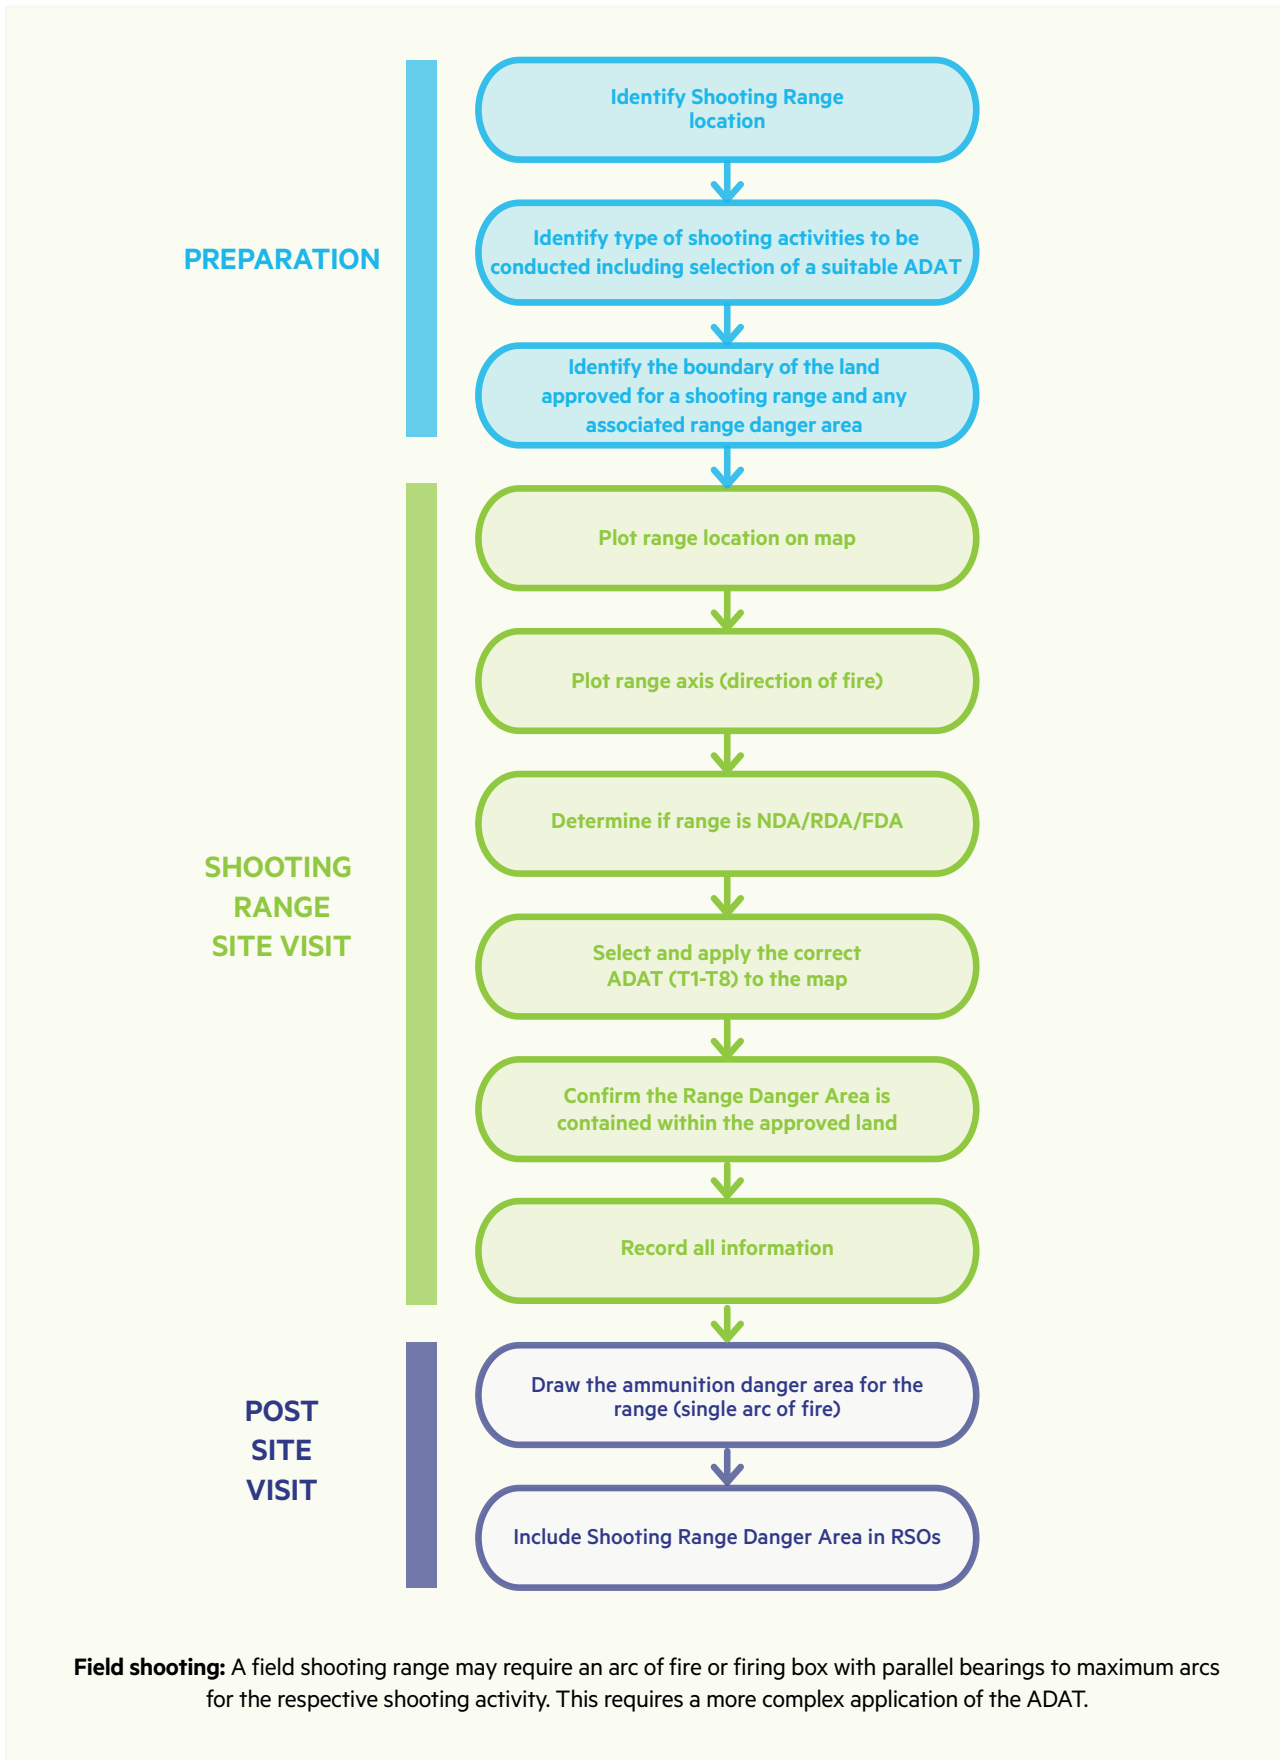 PREPARATION
Identify Shooting Range
location
Identify type of shooting activities to be
conducted including selection of a suitable ADAT
Identify the boundary of the land
approved for a shooting range and any
associated range danger area
SHOOTING
RANGE
SITE VISIT
Plot range location on map
Plot range axis (direction of fire)
Determine if range is NDA/RDA/FDA
Select and apply the correct
ADAT (T1-T8) to the map
Confirm the Range Danger Area is
contained within the approved land
Record all information
POST
SITE
VISIT
Draw the ammunition danger area for the
range (single arc of fire)
Include Shooting Range Danger Area in RSOs
Field shooting: A field shooting range may require an arc of fire or firing box with parallel bearings to maximum arcs
for the respective shooting activity. This requires a more complex application of the ADAT.